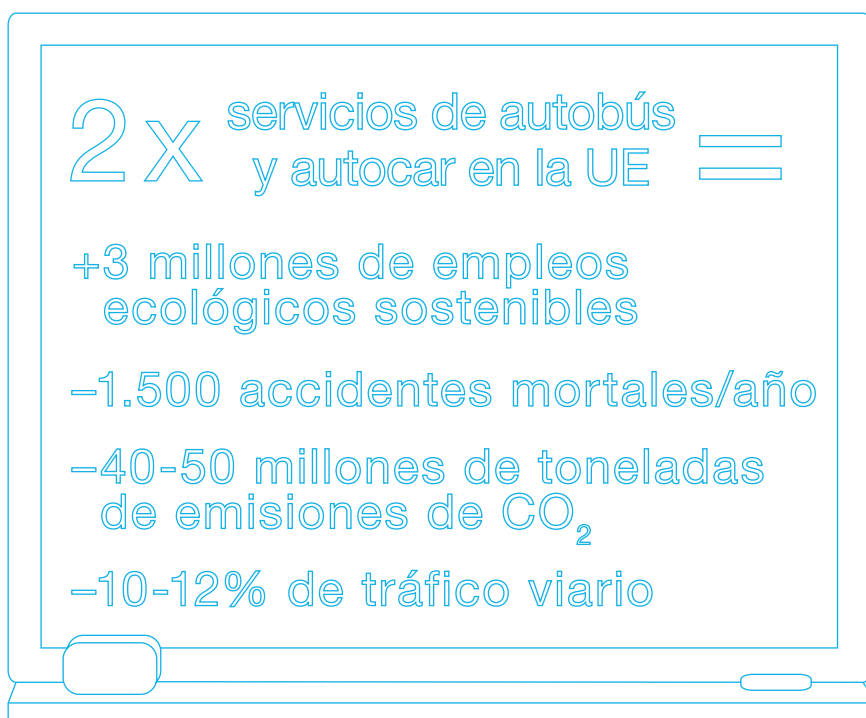 2 x servicios de autobús y autocar en la UE =
+3 millones de empleos
ecológicos sostenibles
–1.500 accidentes mortales/año
–40-50 millones de toneladas
de emisiones de CO₂
–10-12% de tráfico viario